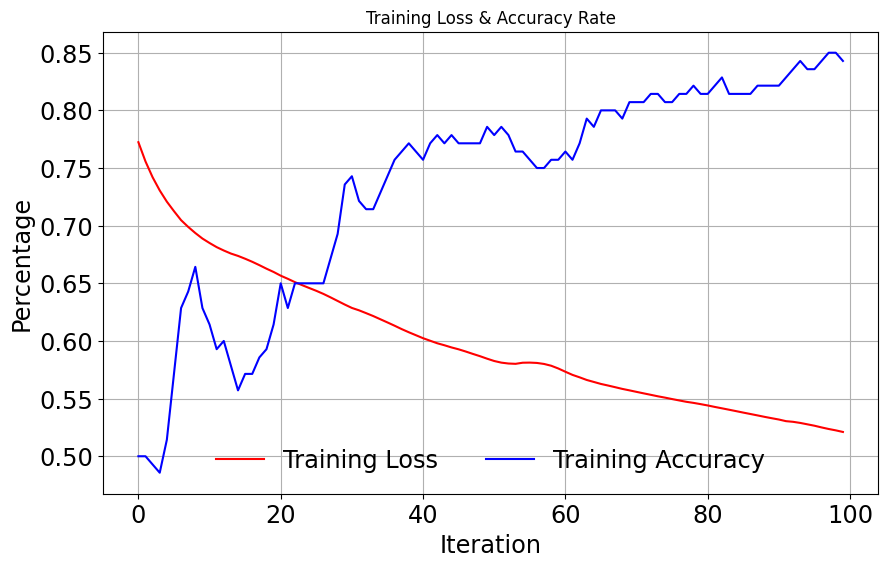 Training Loss & Accuracy Rate
0.85
0.80
0.75
0.70
0.65
0.60
0.55
0.50
Percentage
Training Loss Training Accuracy
0 20 40 60 80 100
Iteration